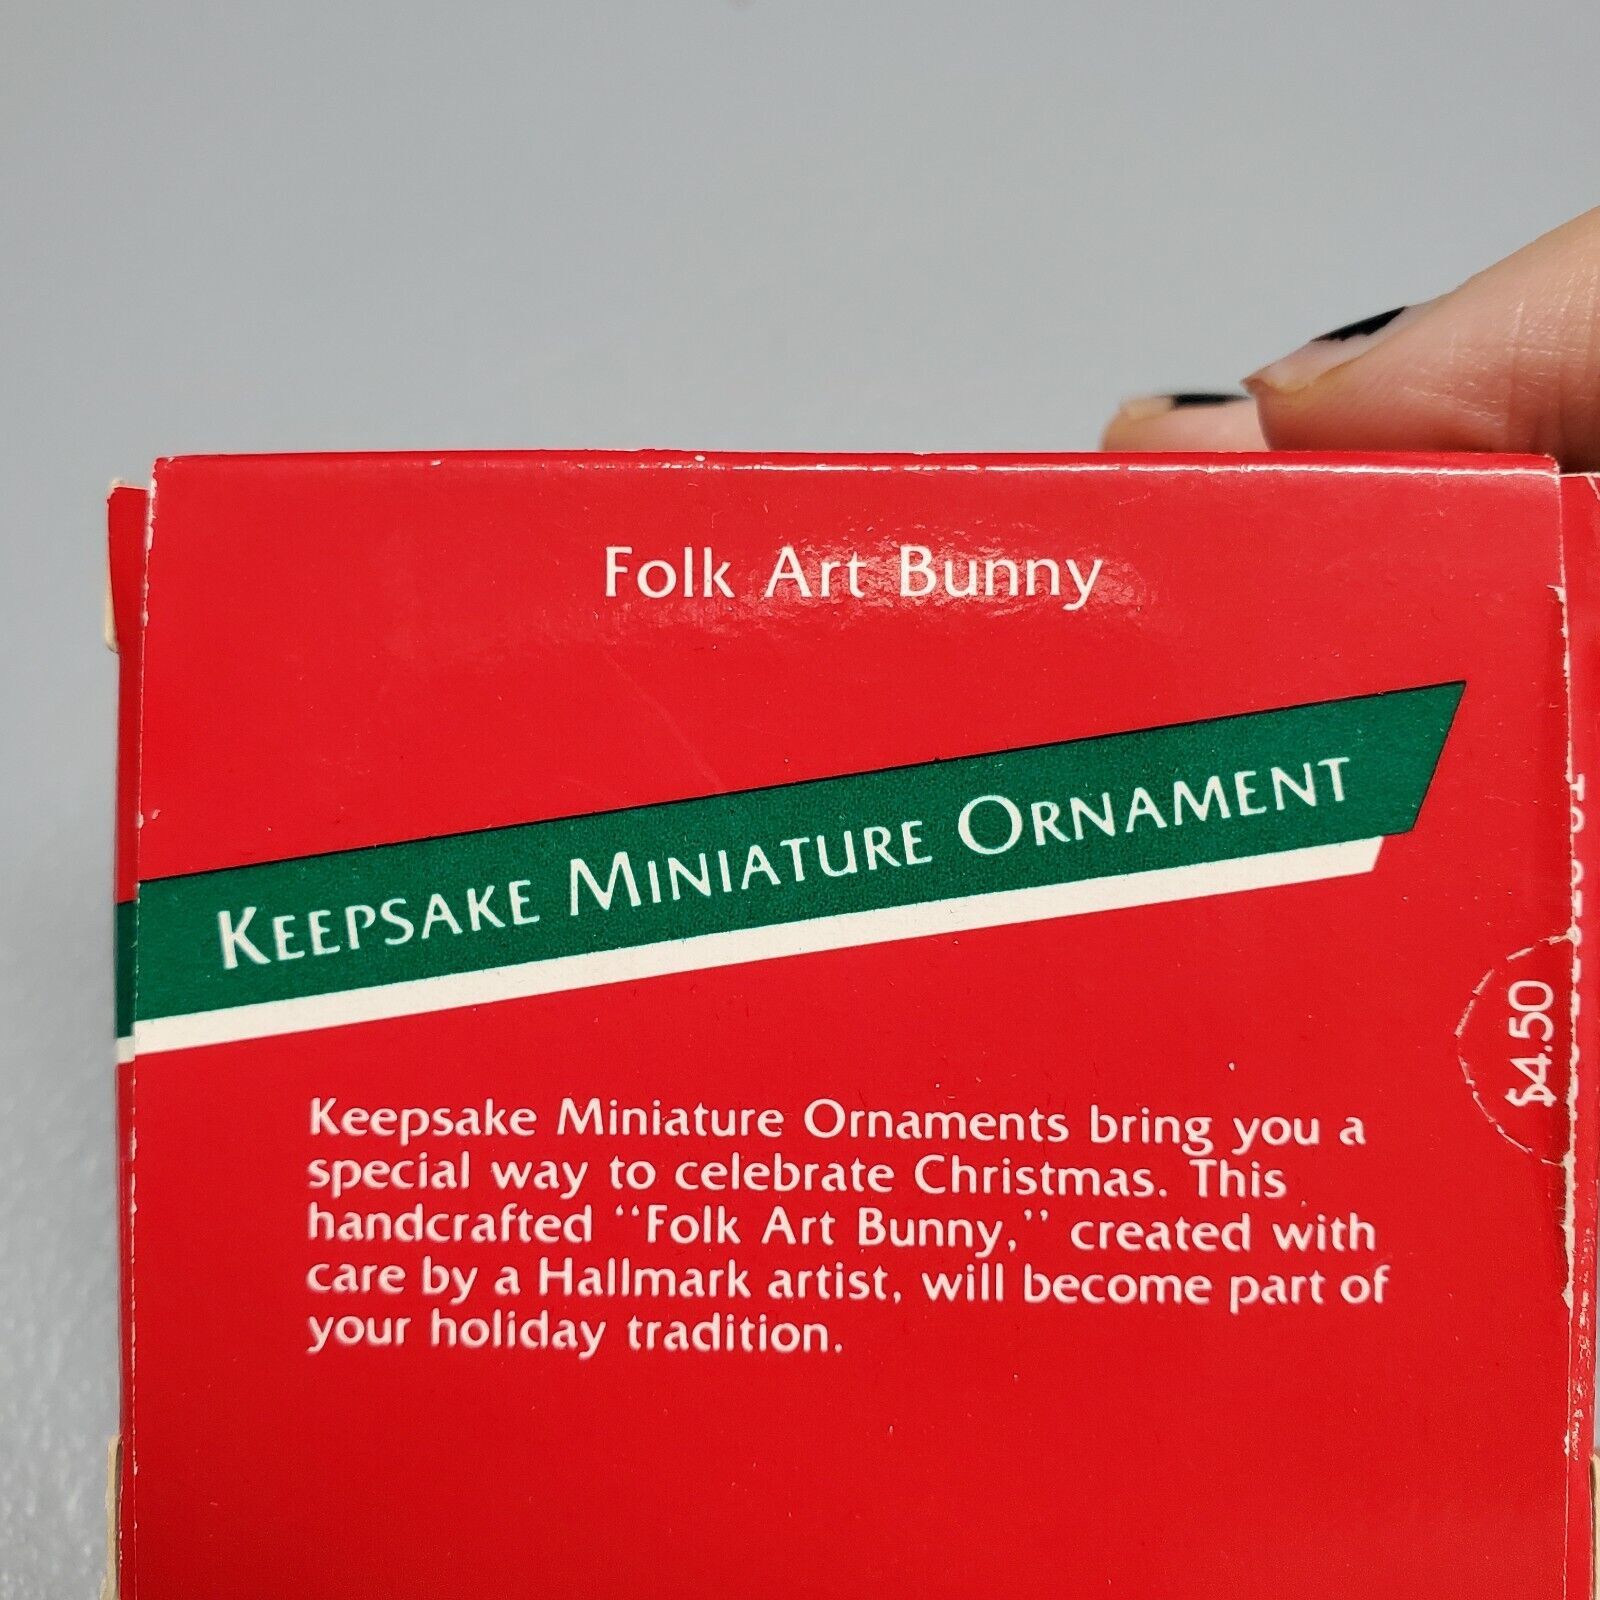 Folk Art Bunny
KEEPSAKE MINIATURE ORNAMENT
$4.50
Keepsake Miniature Ornaments bring you a
special way to celebrate Christmas. This
handcrafted "Folk Art Bunny," created with
care by a Hallmark artist, will become part of
your holiday tradition.